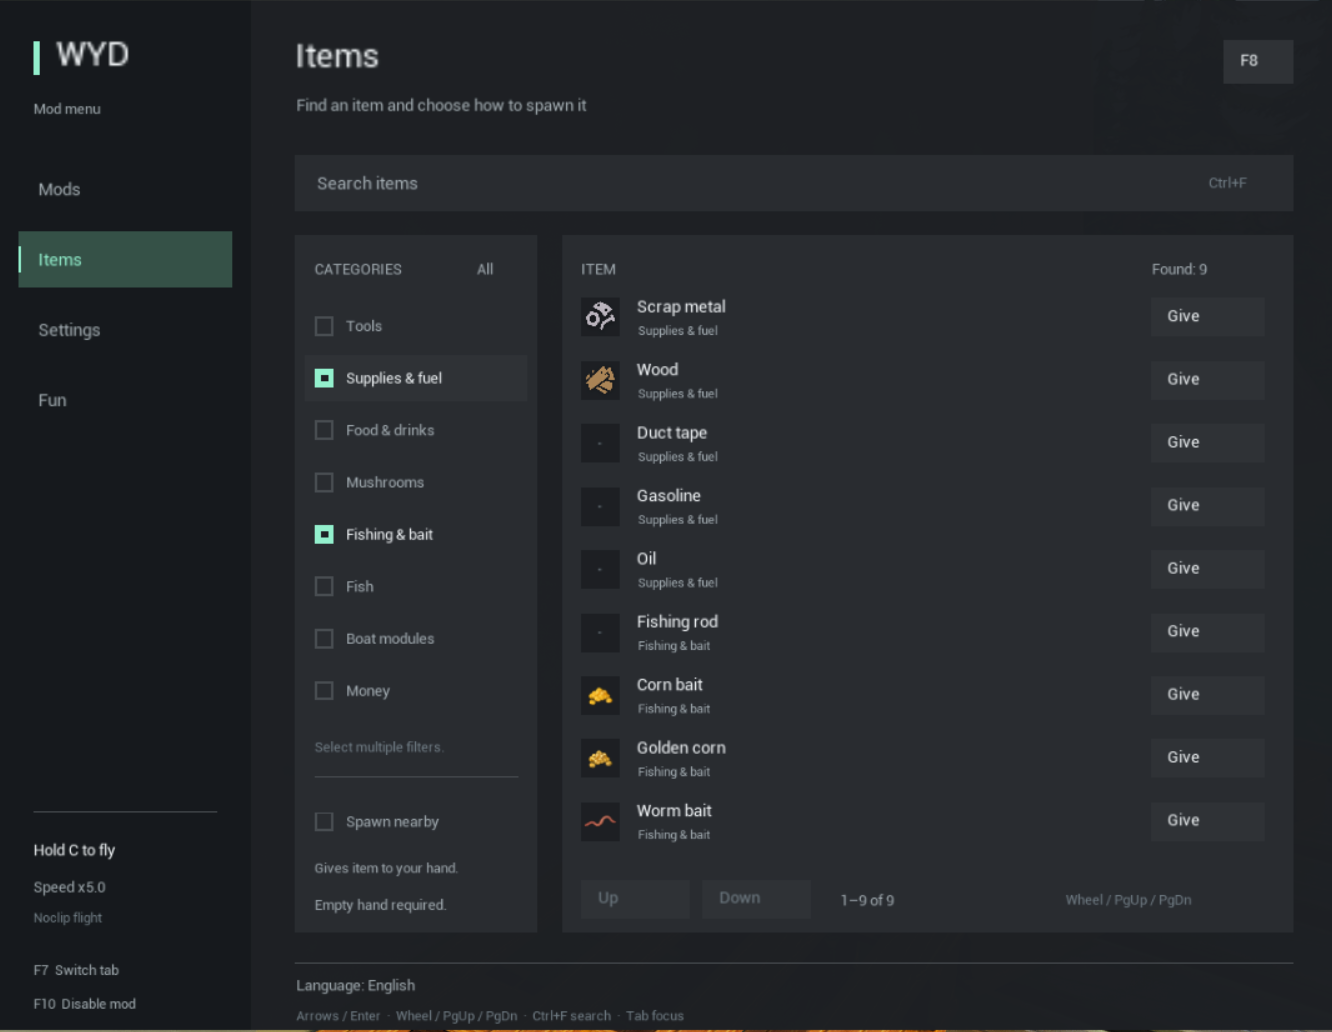 WYD
Mod menu
Mods
Items
Settings
Fun
Hold C to fly
Speed x5.0
Noclip flight
F7 Switch tab
F10 Disable mod
Items
F8
Find an item and choose how to spawn it
Search items
Ctrl+F
CATEGORIES
All
Tools
Supplies & fuel
Food & drinks
Mushrooms
Fishing & bait
Fish
Boat modules
Money
Select multiple filters.
Spawn nearby
Gives item to your hand.
Empty hand required.
ITEM
Found: 9
Scrap metal
Supplies & fuel
Give
Wood
Supplies & fuel
Give
Duct tape
Supplies & fuel
Give
Gasoline
Supplies & fuel
Give
Oil
Supplies & fuel
Give
Fishing rod
Fishing & bait
Give
Corn bait
Fishing & bait
Give
Golden corn
Fishing & bait
Give
Worm bait
Fishing & bait
Give
Up
Down
1–9 of 9
Wheel / PgUp / PgDn
Language: English
Arrows / Enter · Wheel / PgUp / PgDn · Ctrl+F search · Tab focus